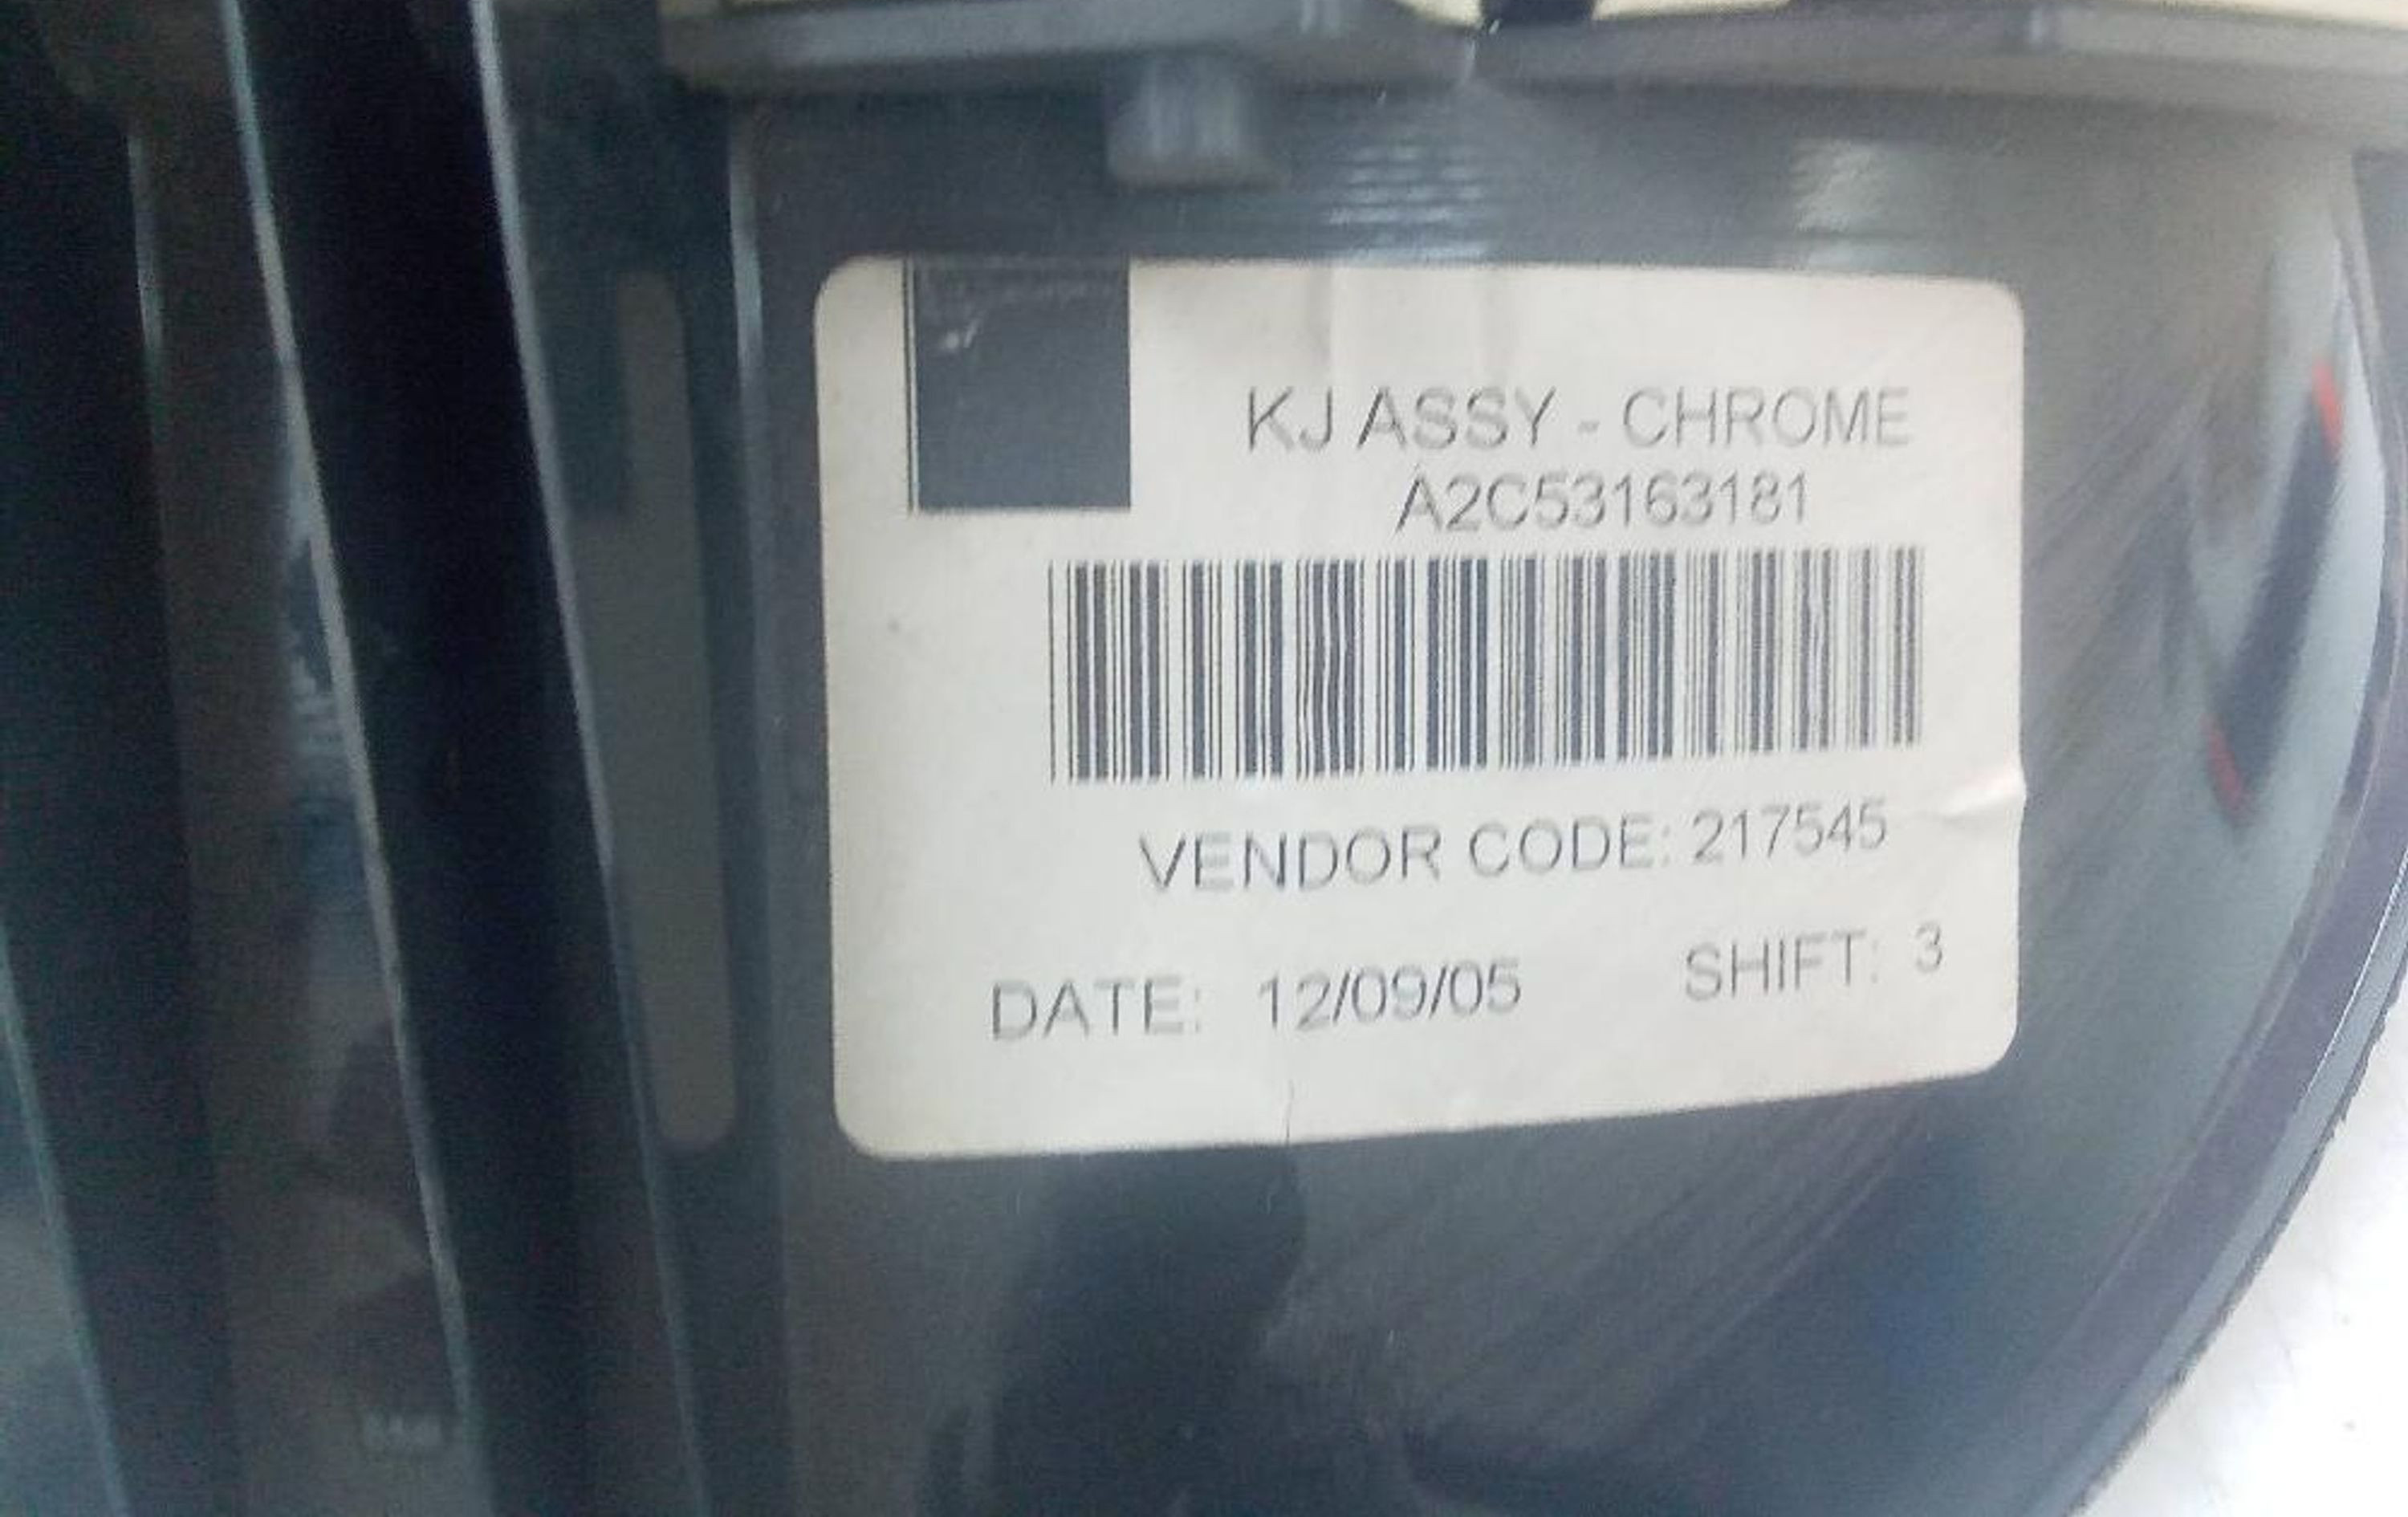 KJ ASSY - CHROME
A2C53163181
VENDOR CODE: 217545
DATE: 12/09/05 SHIFT: 3